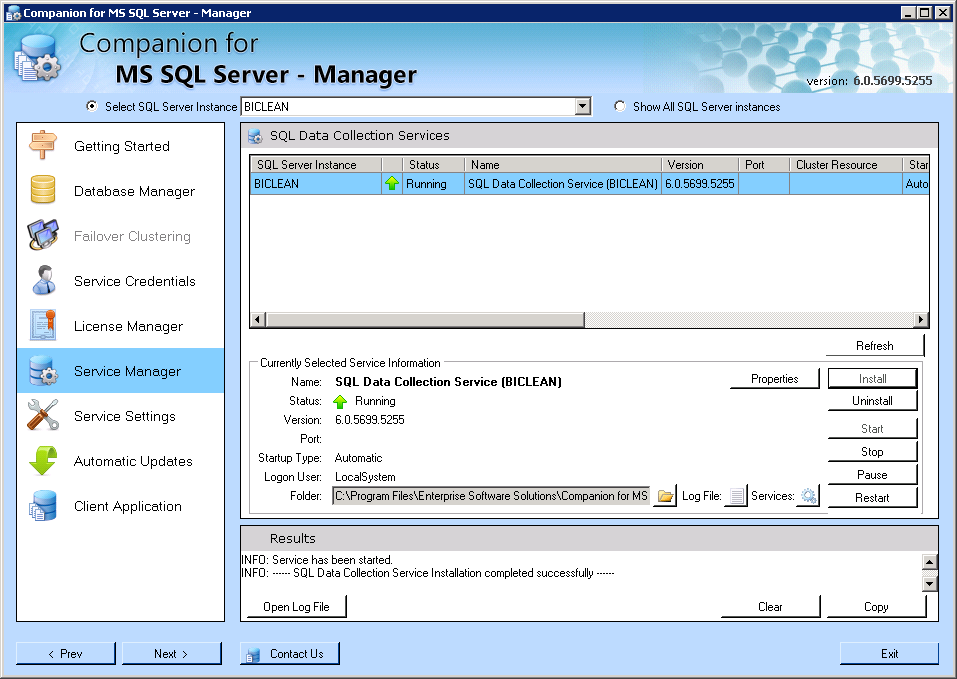 Companion for MS SQL Server - Manager
Companion for
MS SQL Server - Manager
version: 6.0.5699.5255
Select SQL Server Instance BICLEAN Show All SQL Server instances
Getting Started
Database Manager
Failover Clustering
Service Credentials
License Manager
Service Manager
Service Settings
Automatic Updates
Client Application
SQL Data Collection Services
SQL Server Instance Status Name Version Port Cluster Resource Star
BICLEAN Running SQL Data Collection Service (BICLEAN) 6.0.5699.5255 Auto
Refresh
Currently Selected Service Information
Name: SQL Data Collection Service (BICLEAN) Properties Install
Status: Running Uninstall
Version: 6.0.5699.5255
Port: Start
Startup Type: Automatic Stop
Logon User: LocalSystem Pause
Folder: C:\Program Files\Enterprise Software Solutions\Companion for MS Log File: Services: Restart
Results
INFO: Service has been started.
INFO: ------ SQL Data Collection Service Installation completed successfully ------
Open Log File Clear Copy
< Prev Next > Contact Us Exit